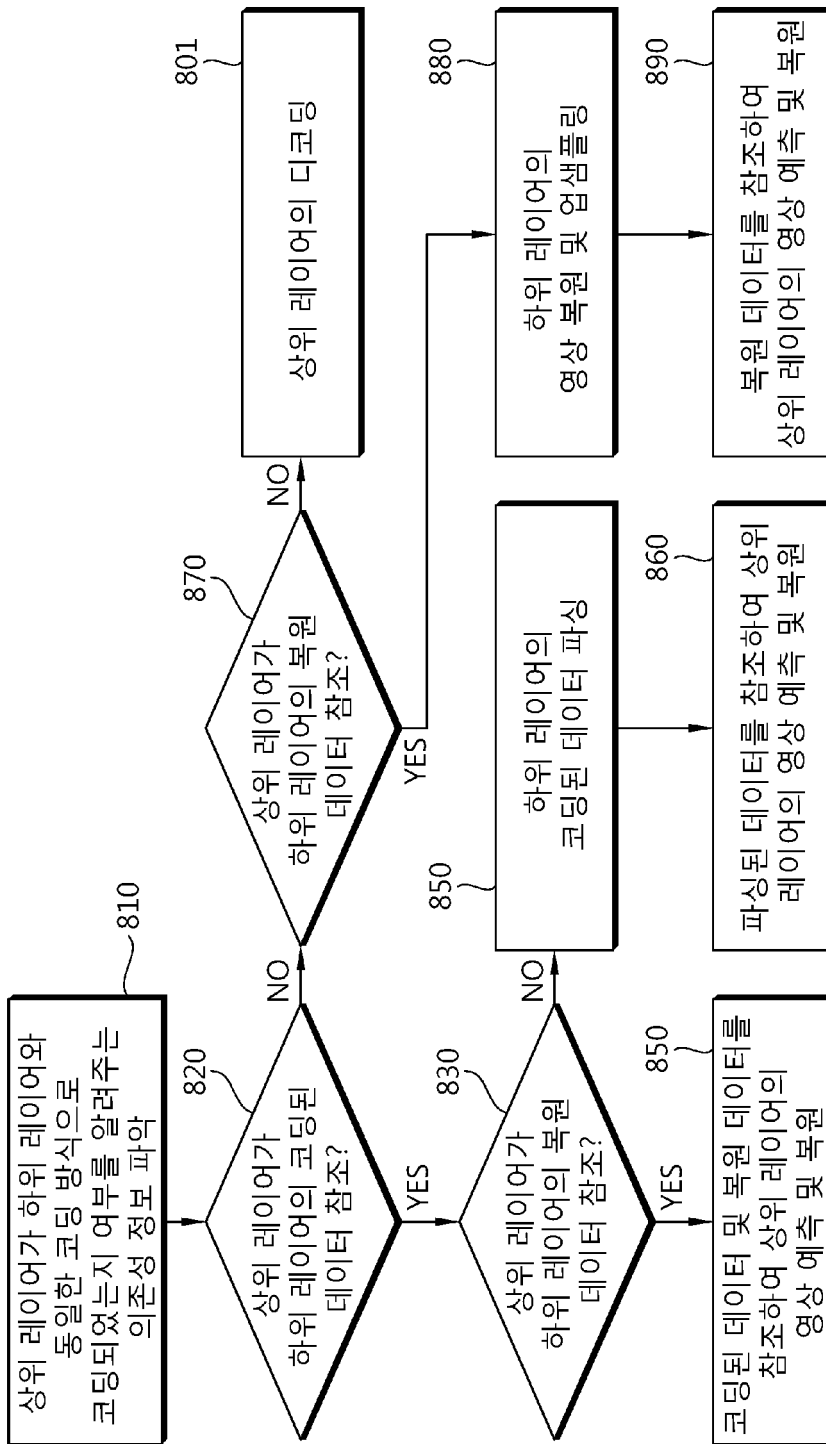 810
상위 레이어가 하위 레이어와
동일한 코딩 방식으로
코딩되었는지 여부를 알려주는
의존성 정보 파악
820
상위 레이어가
하위 레이어의 코딩된
데이터 참조?
NO
YES
870
상위 레이어가
하위 레이어의 복원
데이터 참조?
NO
YES
801
상위 레이어의 디코딩
830
상위 레이어가
하위 레이어의 복원
데이터 참조?
NO
YES
850
하위 레이어의
코딩된 데이터 파싱
880
하위 레이어의
영상 복원 및 업샘플링
850
코딩된 데이터 및 복원 데이터를
참조하여 상위 레이어의
영상 예측 및 복원
860
파싱된 데이터를 참조하여 상위
레이어의 영상 예측 및 복원
890
복원 데이터를 참조하여
상위 레이어의 영상 예측 및 복원